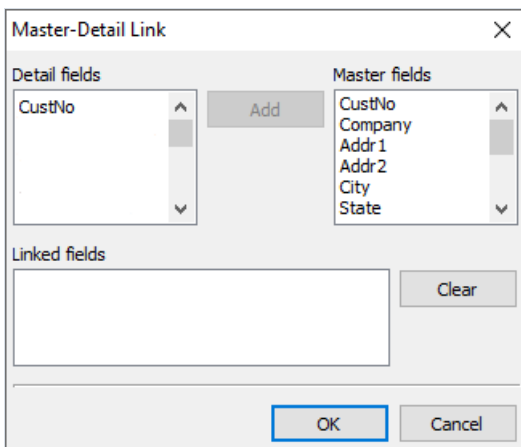 Master-Detail Link
Detail fields
Master fields
CustNo
Add
CustNo
Company
Addr1
Addr2
City
State
Linked fields
Clear
OK
Cancel